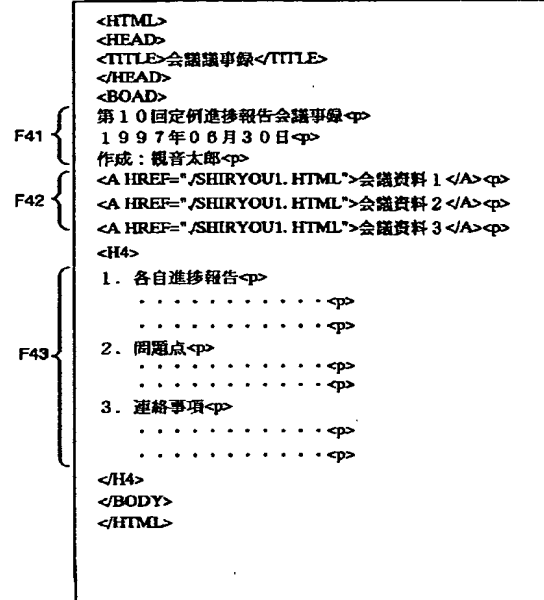 <HTML>
<HEAD>
<TITLE>会議議事録</TITLE>
</HEAD>
<BOAD>
F41
第10回定例進捗報告会議事録<p>
1997年06月30日<p>
作成：観音太郎<p>
F42
<A HREF="./SHIRYOU1. HTML">会議資料1</A><p>
<A HREF="./SHIRYOU1. HTML">会議資料2</A><p>
<A HREF="./SHIRYOU1. HTML">会議資料3</A><p>
<H4>
F43
1. 各自進捗報告<p>
・・・・・・・・・・・<p>
・・・・・・・・・・・<p>
2. 問題点<p>
・・・・・・・・・・・<p>
・・・・・・・・・・・<p>
3. 連絡事項<p>
・・・・・・・・・・・<p>
・・・・・・・・・・・<p>
</H4>
</BODY>
</HTML>